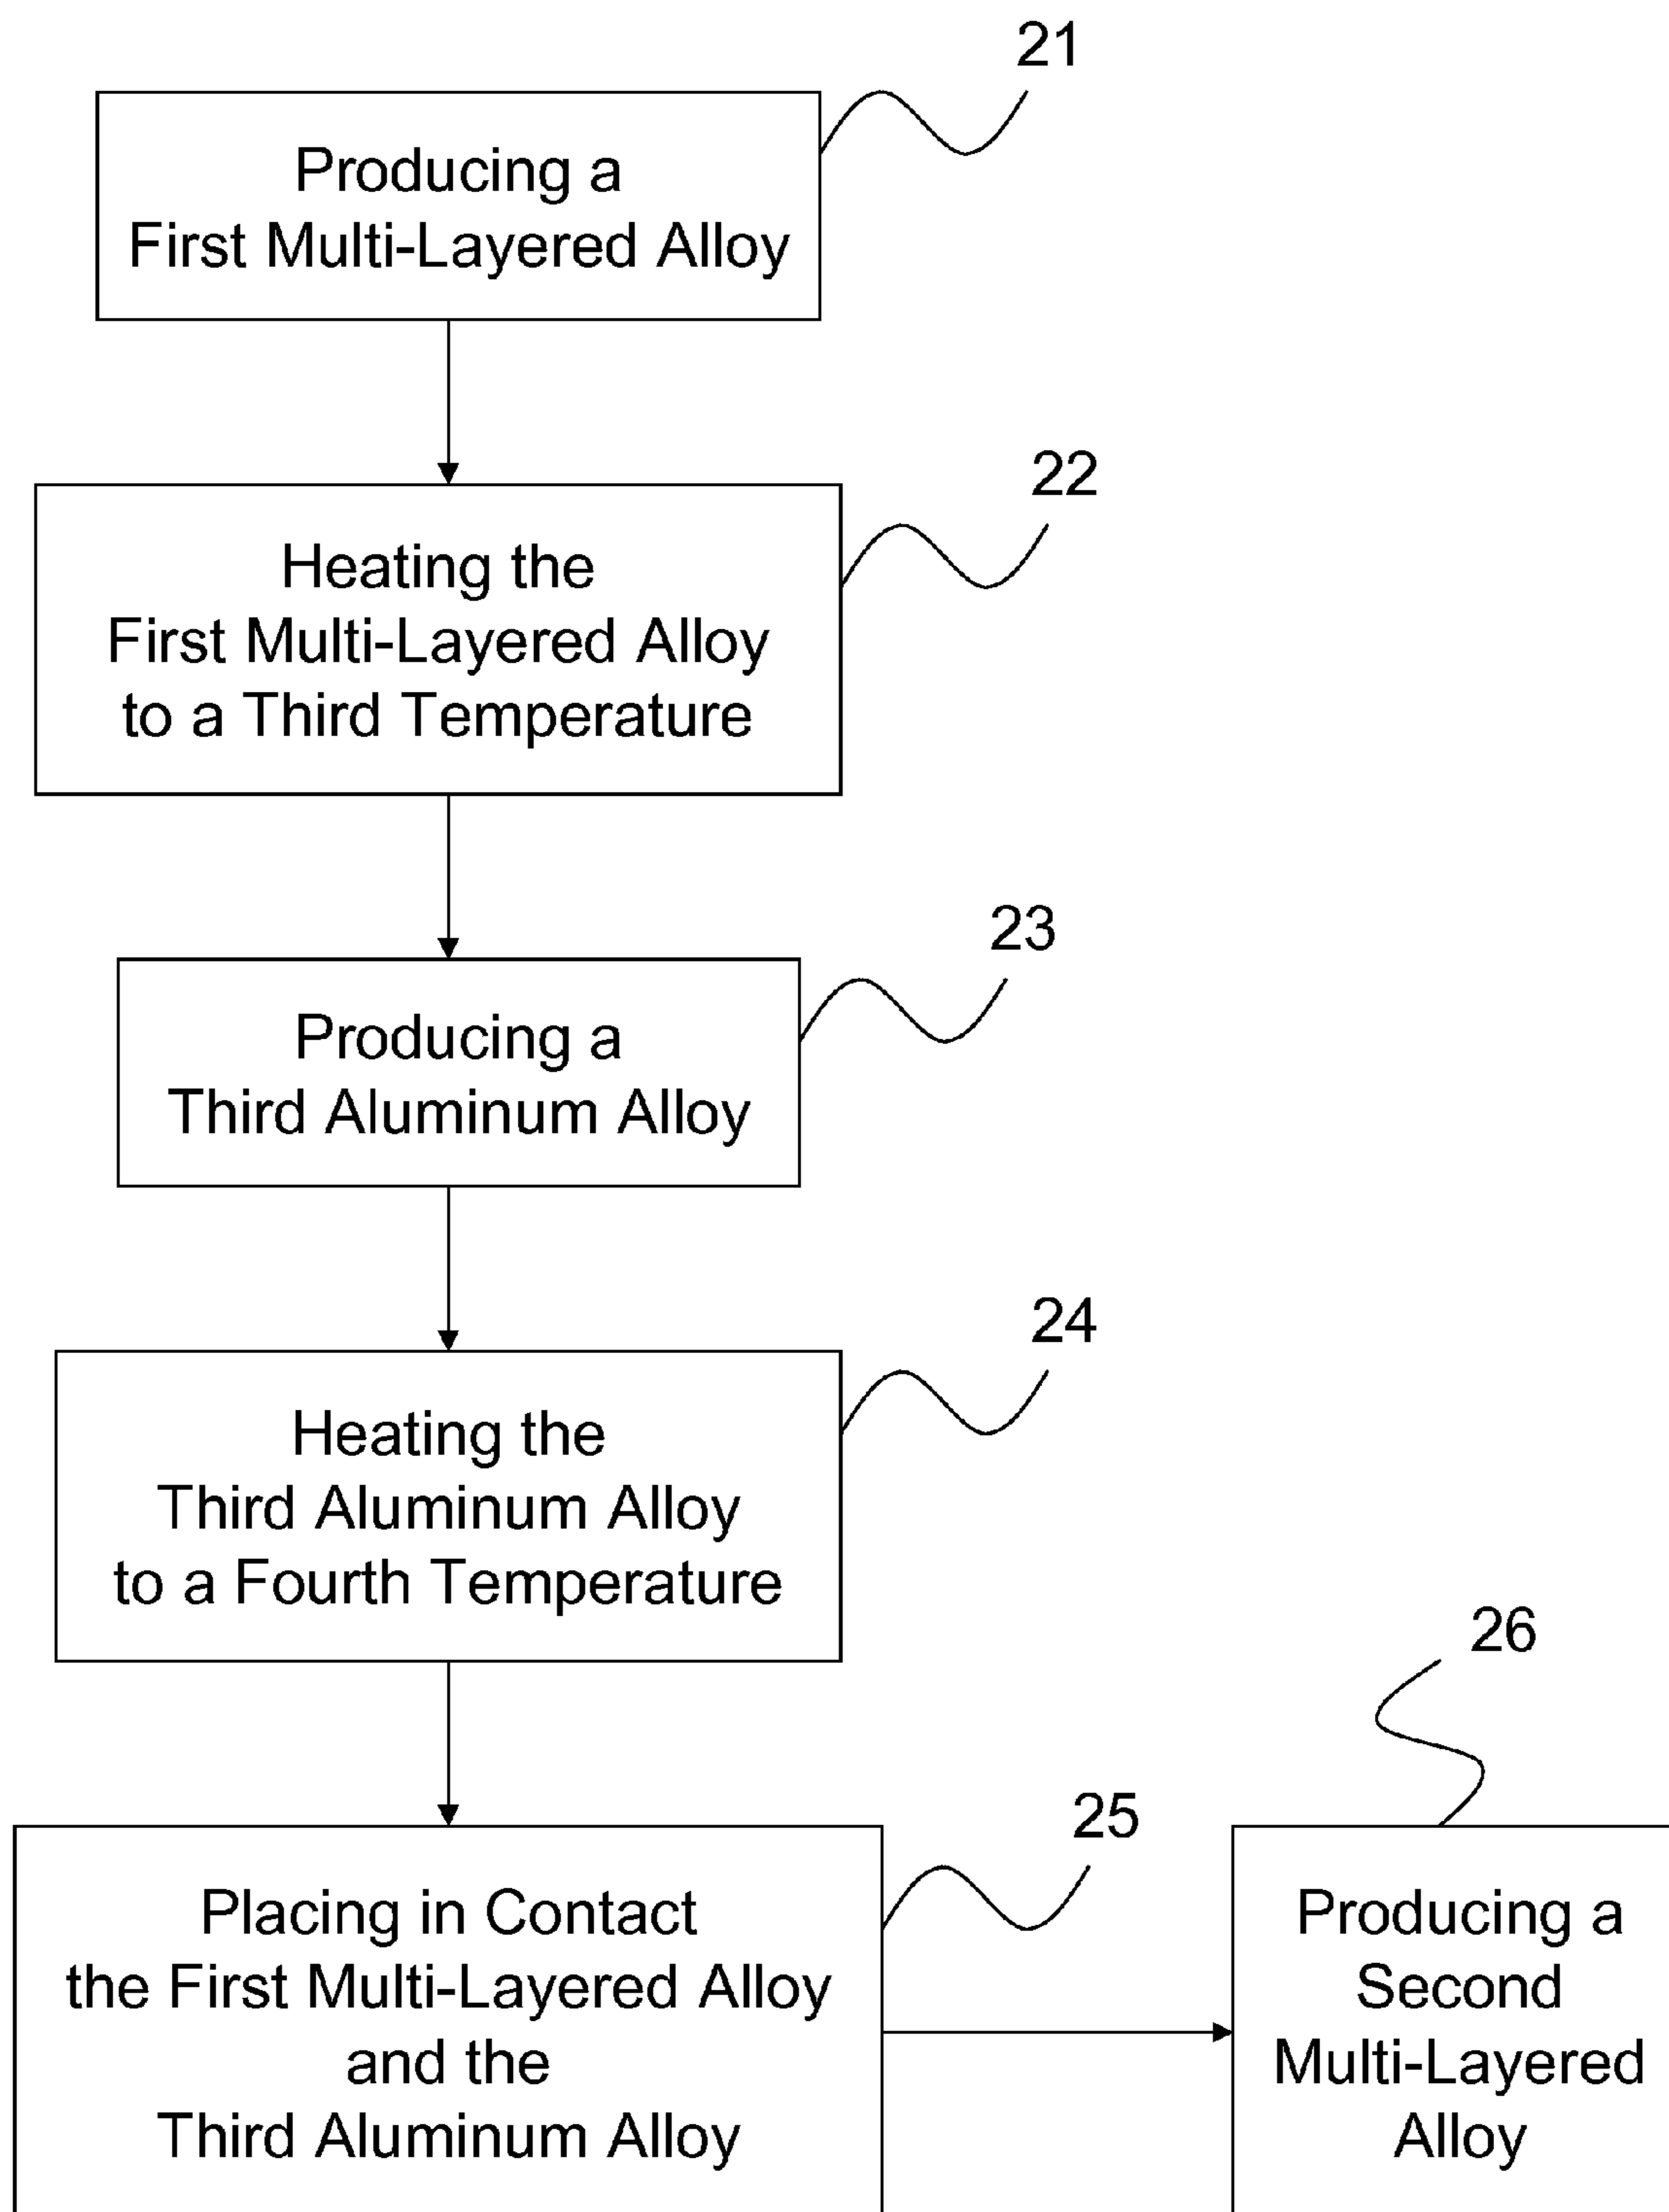 21
Producing a
First Multi-Layered Alloy
22
Heating the
First Multi-Layered Alloy
to a Third Temperature
23
Producing a
Third Aluminum Alloy
24
Heating the
Third Aluminum Alloy
to a Fourth Temperature
25
Placing in Contact
the First Multi-Layered Alloy
and the
Third Aluminum Alloy
26
Producing a
Second
Multi-Layered
Alloy